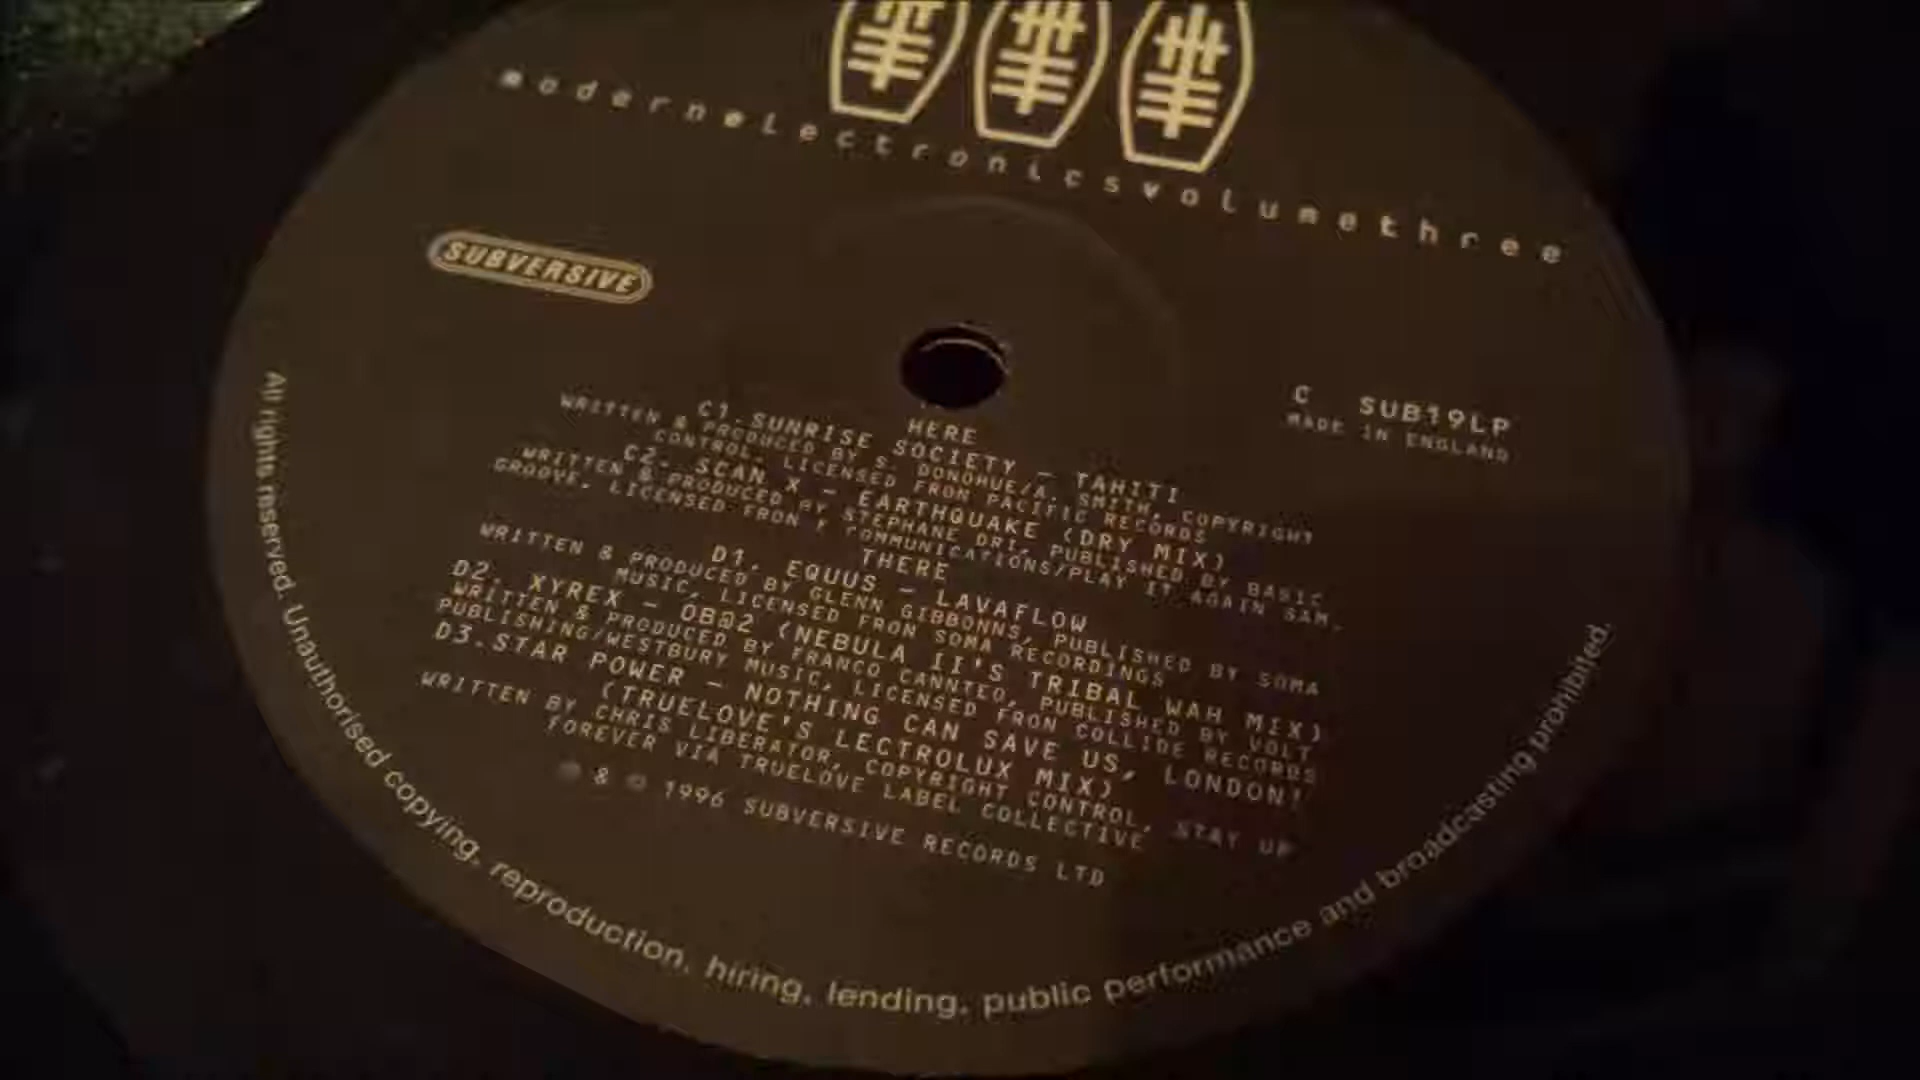 modernelectronicsvolumethree
SUBVERSIVE
C SUB19LP
MADE IN ENGLAND
HERE
C1.SUNRISE SOCIETY - TAHITI
WRITTEN & PRODUCED BY S. DONOHUE/A. SMITH, COPYRIGHT
CONTROL, LICENSED FROM PACIFIC RECORDS
C2. SCAN X - EARTHQUAKE (DRY MIX)
WRITTEN & PRODUCED BY STEPHANE DRI, PUBLISHED BY BASIC
GROOVE, LICENSED FROM F COMMUNICATIONS/PLAY IT AGAIN SAM.
THERE
D1. EQUUS - LAVAFLOW
WRITTEN & PRODUCED BY GLENN GIBBONNS, PUBLISHED BY SOMA
MUSIC, LICENSED FROM SOMA RECORDINGS
D2. XYREX - OB@2 (NEBULA II'S TRIBAL WAH MIX)
WRITTEN & PRODUCED BY FRANCO CANNTEO, PUBLISHED BY VOLT
PUBLISHING/WESTBURY MUSIC, LICENSED FROM COLLIDE RECORDS
D3.STAR POWER - NOTHING CAN SAVE US, LONDON!
(TRUELOVE'S LECTROLUX MIX)
WRITTEN BY CHRIS LIBERATOR, COPYRIGHT CONTROL, STAY UP
FOREVER VIA TRUELOVE LABEL COLLECTIVE
℗ & © 1996 SUBVERSIVE RECORDS LTD
All rights reserved. Unauthorised copying, reproduction, hiring, lending, public performance and broadcasting prohibited.